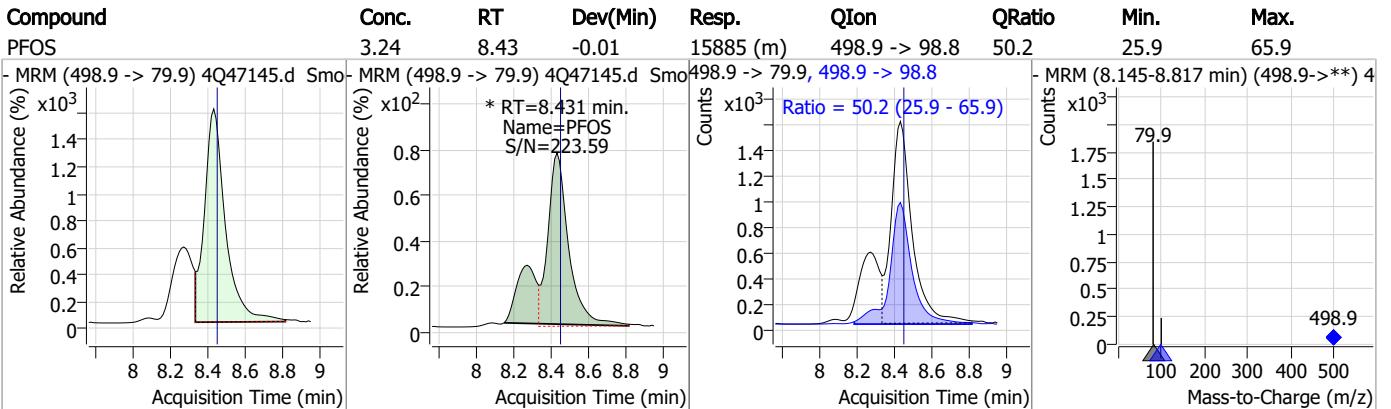 Compound Conc. RT Dev(Min) Resp. QIon QRatio Min. Max.
PFOS 3.24 8.43 -0.01 15885 (m) 498.9 -> 98.8 50.2 25.9 65.9
- MRM (498.9 -> 79.9) 4Q47145.d Smo
x10³
1.4
1.2
1
0.8
0.6
0.4
0.2
0
8 8.2 8.4 8.6 8.8 9
Relative Abundance (%)
Acquisition Time (min)
- MRM (498.9 -> 79.9) 4Q47145.d Smo
x10²
* RT=8.431 min.
Name=PFOS
S/N=223.59
0.8
0.6
0.4
0.2
0
8 8.2 8.4 8.6 8.8 9
Relative Abundance (%)
Acquisition Time (min)
498.9 -> 79.9, 498.9 -> 98.8
x10³
Ratio = 50.2 (25.9 - 65.9)
1.4
1.2
1
0.8
0.6
0.4
0.2
0
8 8.2 8.4 8.6 8.8 9
Counts
Acquisition Time (min)
- MRM (8.145-8.817 min) (498.9->**) 4
x10³
79.9
1.75
1.5
1.25
1
0.75
0.5
0.25
0
498.9
100 200 300 400 500
Counts
Mass-to-Charge (m/z)